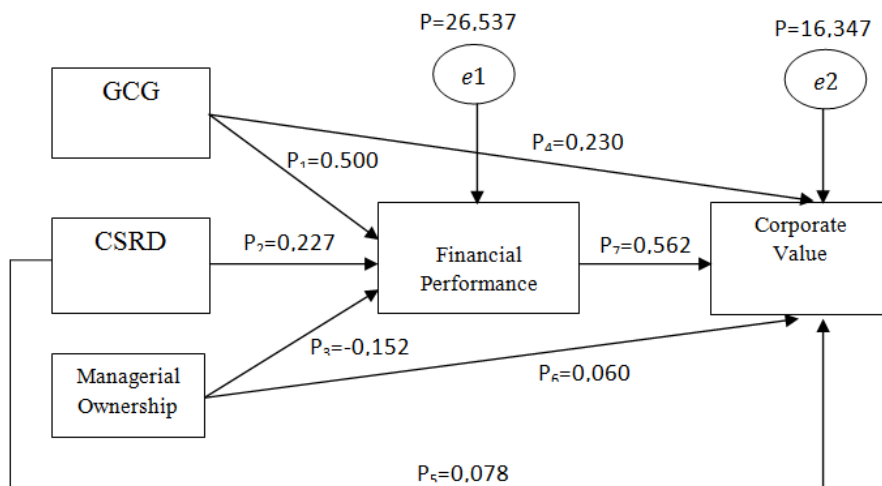 P=26,537
P=16,347
GCG
e1
e2
P₁=0.500
P₄=0,230
CSRD
P₂=0,227
Financial
Performance
P₇=0,562
Corporate
Value
P₃=-0,152
Managerial
Ownership
P₆=0,060
P₅=0,078